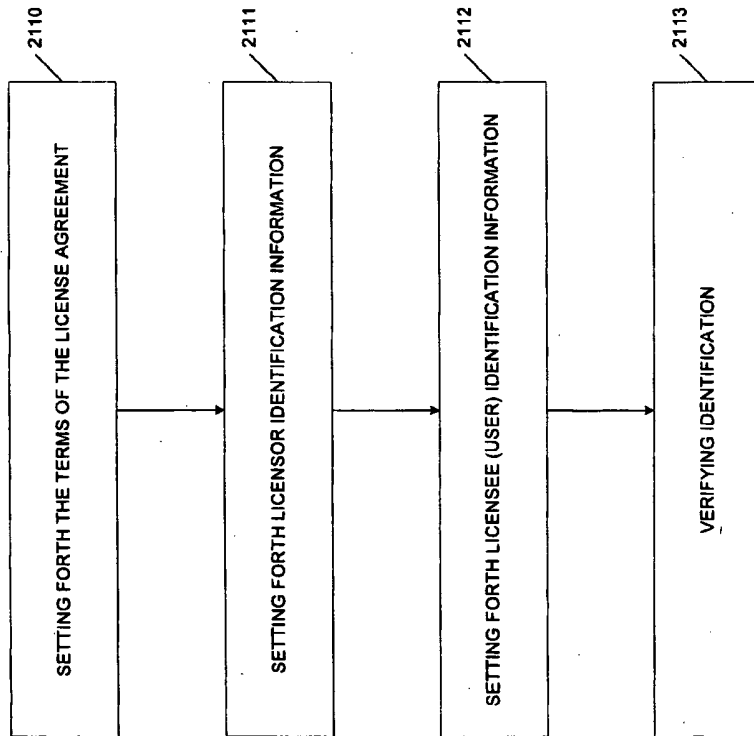 2110
SETTING FORTH THE TERMS OF THE LICENSE AGREEMENT
2111
SETTING FORTH LICENSOR IDENTIFICATION INFORMATION
2112
SETTING FORTH LICENSEE (USER) IDENTIFICATION INFORMATION
2113
VERIFYING IDENTIFICATION